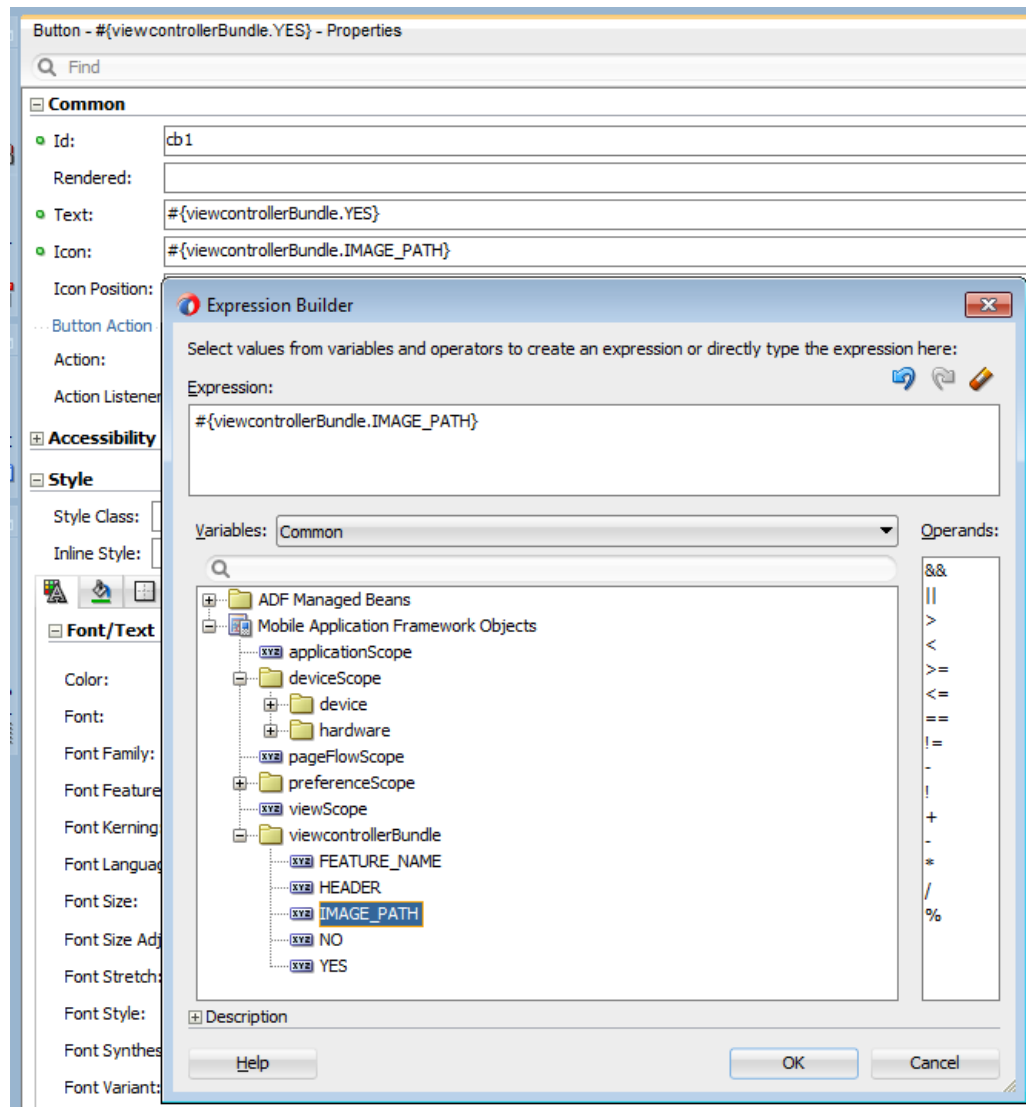 Button - #{viewcontrollerBundle.YES} - Properties
Find
Common
Id: cb1
Rendered:
Text: #{viewcontrollerBundle.YES}
Icon: #{viewcontrollerBundle.IMAGE_PATH}
Icon Position:
Button Action
Action:
Action Listener
Accessibility
Style
Style Class:
Inline Style:
Font/Text
Color:
Font:
Font Family:
Font Feature
Font Kerning
Font Languag
Font Size:
Font Size Adj
Font Stretch:
Font Style:
Font Synthes
Font Variant:
Expression Builder
Select values from variables and operators to create an expression or directly type the expression here:
Expression:
#{viewcontrollerBundle.IMAGE_PATH}
Variables: Common
ADF Managed Beans
Mobile Application Framework Objects
applicationScope
deviceScope
device
hardware
pageFlowScope
preferenceScope
viewScope
viewcontrollerBundle
FEATURE_NAME
HEADER
IMAGE_PATH
NO
YES
Operands:
&&
||
>
<
>=
<=
==
!=
-
!
+
-
*
/
%
Description
Help
OK
Cancel